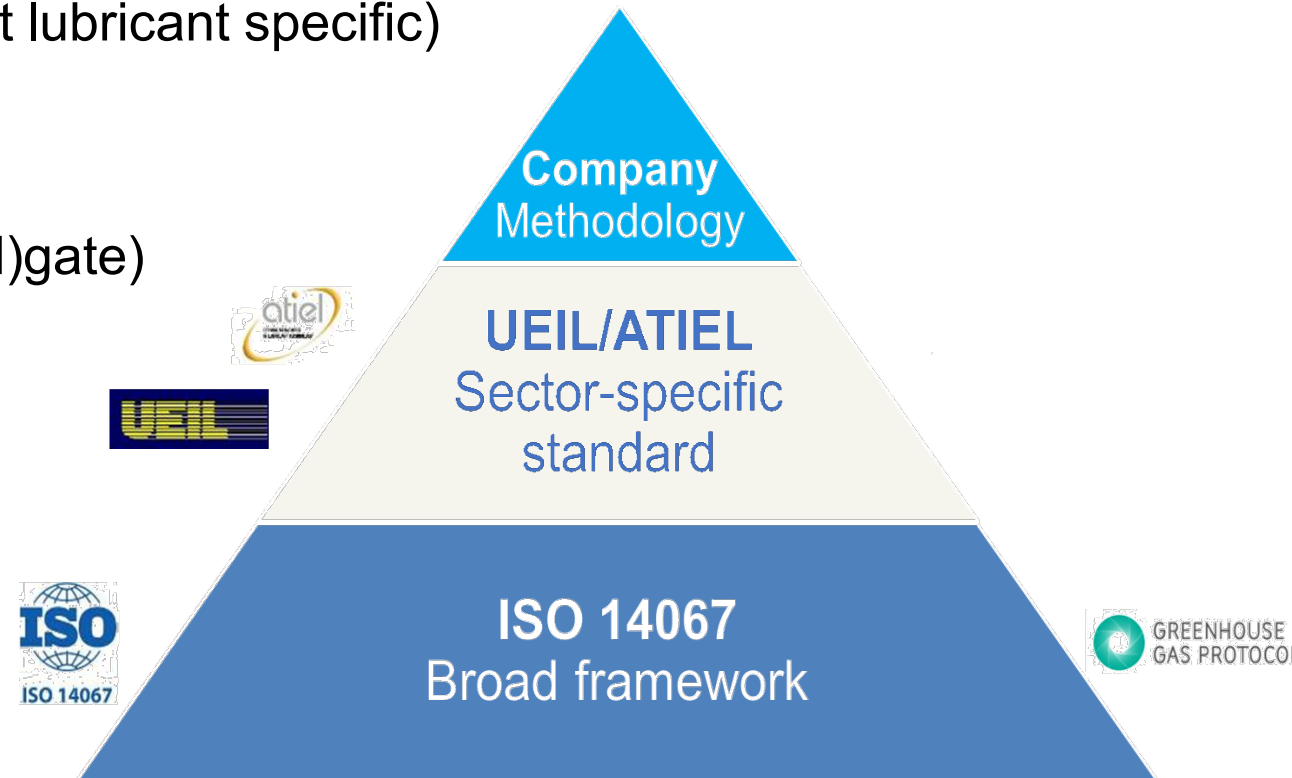 t lubricant specific)
Company
Methodology
)gate)
atiel
UEIL/ATIEL
Sector-specific
standard
UEIL
ISO
ISO 14067
ISO 14067
Broad framework
GREENHOUSE
GAS PROTOCOL